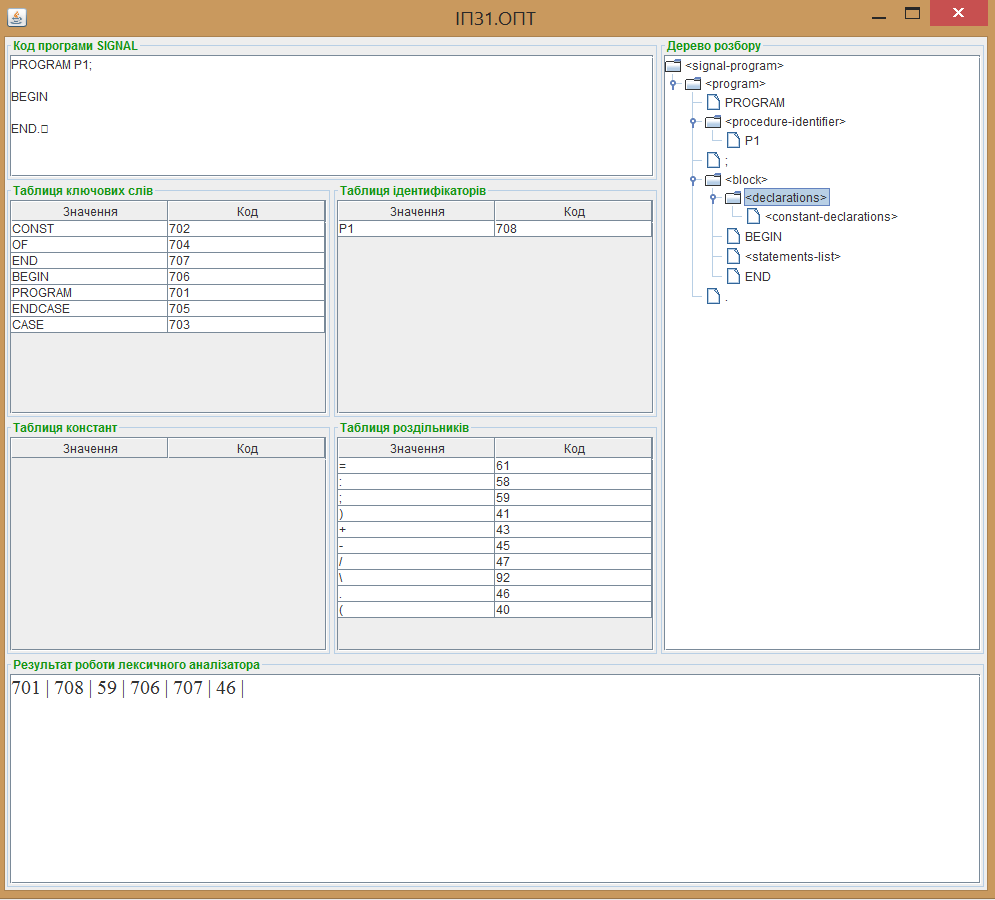 ІП31.ОПТ
Код програми SIGNAL
PROGRAM P1;
BEGIN
END.□
Таблиця ключових слів
Значення Код
CONST 702
OF 704
END 707
BEGIN 706
PROGRAM 701
ENDCASE 705
CASE 703
Таблиця ідентифікаторів
Значення Код
P1 708
Таблиця констант
Значення Код
Таблиця роздільників
Значення Код
= 61
: 58
; 59
) 41
+ 43
- 45
/ 47
\ 92
. 46
( 40
Дерево розбору
<signal-program>
<program>
PROGRAM
<procedure-identifier>
P1
;
<block>
<declarations>
<constant-declarations>
BEGIN
<statements-list>
END
.
Результат роботи лексичного аналізатора
701 | 708 | 59 | 706 | 707 | 46 |